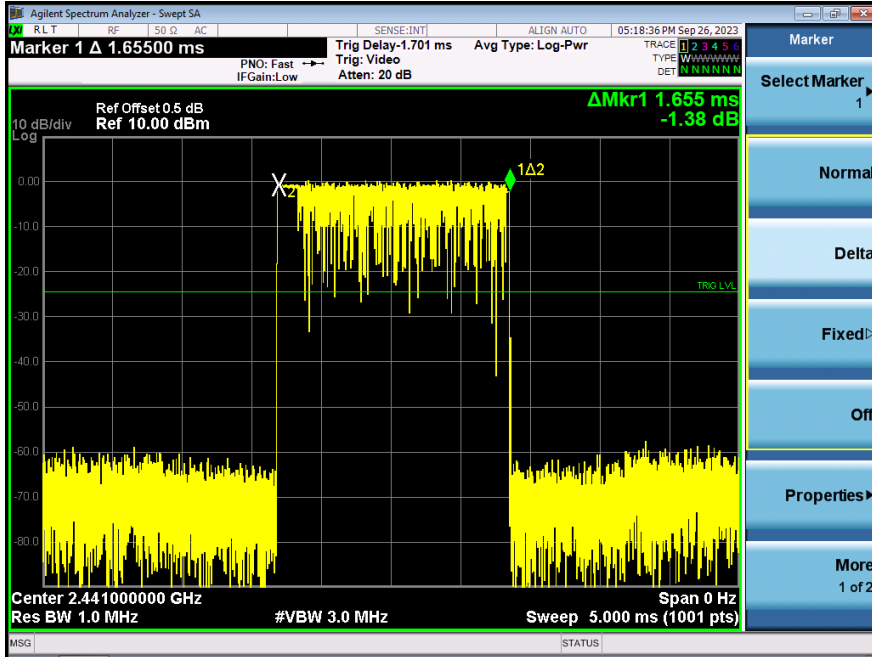 Agilent Spectrum Analyzer - Swept SA
LXI RLT RF 50 Ω AC SENSE:INT ALIGN AUTO 05:18:36 PM Sep 26, 2023
Marker 1 Δ 1.65500 ms
PNO: Fast
IFGain:Low
Trig Delay-1.701 ms
Trig: Video
Atten: 20 dB
Avg Type: Log-Pwr
TRACE 1 2 3 4 5 6
TYPE WWWWWW
DET N N N N N N
ΔMkr1 1.655 ms
-1.38 dB
Ref Offset 0.5 dB
Ref 10.00 dBm
10 dB/div
Log
0.00
-10.0
-20.0
-30.0
-40.0
-50.0
-60.0
-70.0
-80.0
X2
1Δ2
TRIG LVL
Center 2.441000000 GHz
Span 0 Hz
Res BW 1.0 MHz
#VBW 3.0 MHz
Sweep 5.000 ms (1001 pts)
MSG
STATUS
Marker
Select Marker
1
Normal
Delta
Fixed
Off
Properties
More
1 of 2